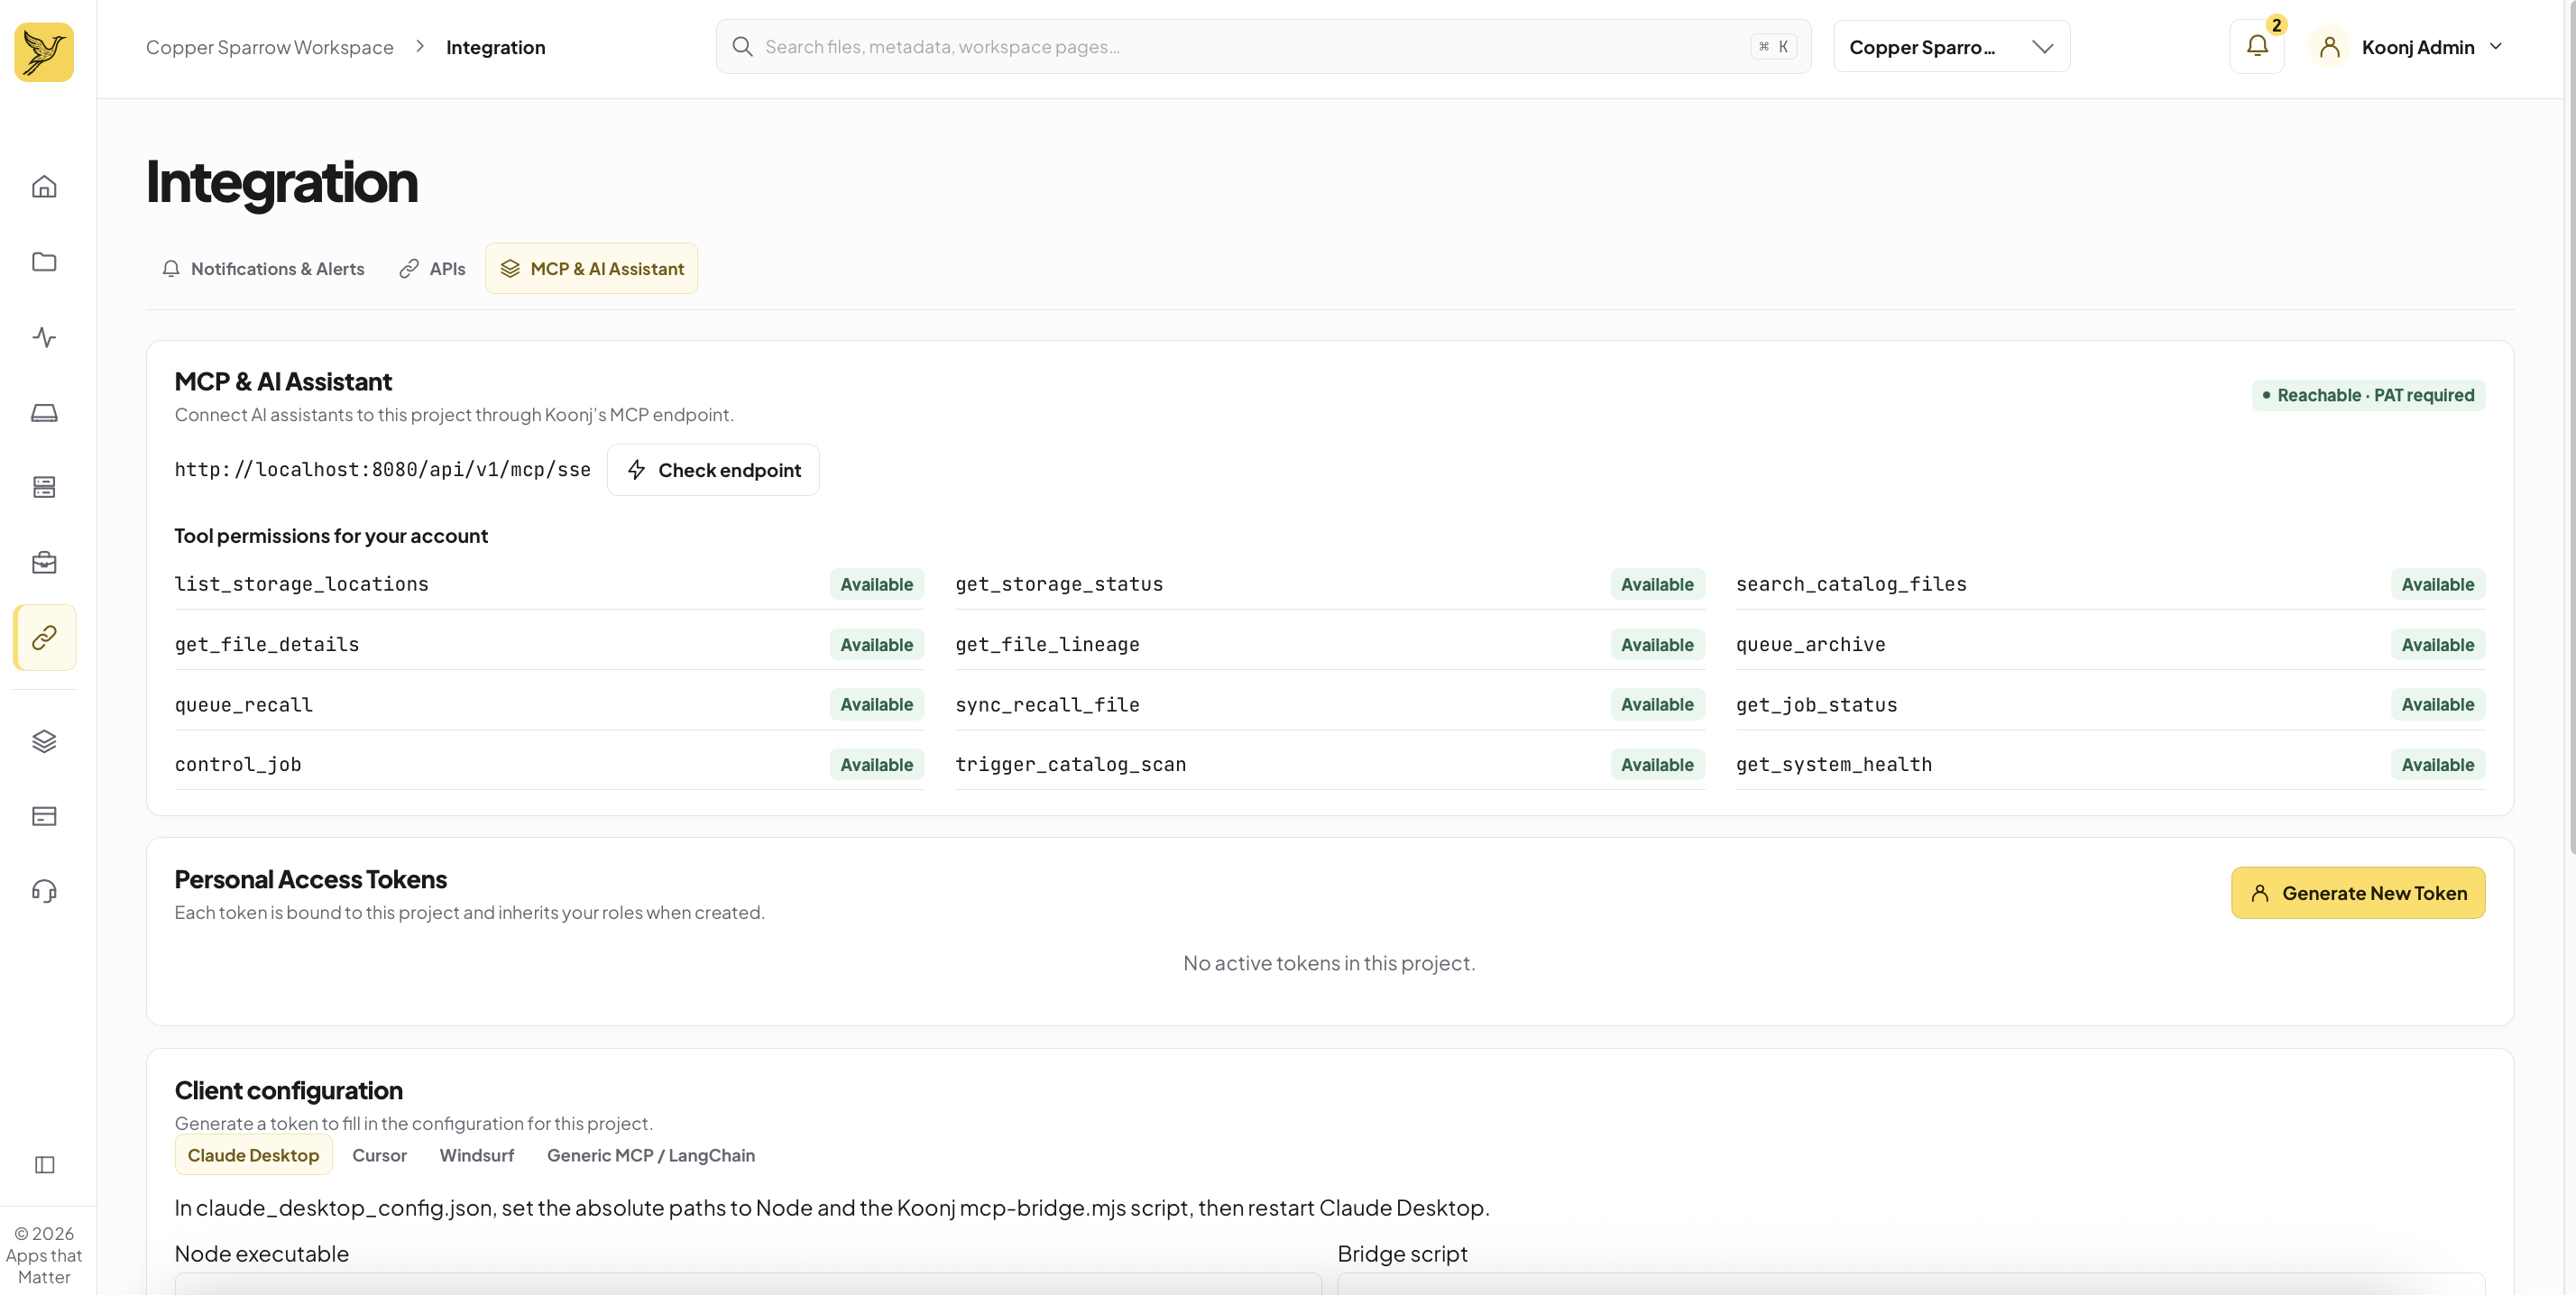 Copper Sparrow Workspace > Integration
Search files, metadata, workspace pages...
⌘ K
Copper Sparro...
2
Koonj Admin
Integration
Notifications & Alerts
APIs
MCP & AI Assistant
MCP & AI Assistant
Connect AI assistants to this project through Koonj's MCP endpoint.
• Reachable · PAT required
http://localhost:8080/api/v1/mcp/sse
Check endpoint
Tool permissions for your account
list_storage_locations Available
get_storage_status Available
search_catalog_files Available
get_file_details Available
get_file_lineage Available
queue_archive Available
queue_recall Available
sync_recall_file Available
get_job_status Available
control_job Available
trigger_catalog_scan Available
get_system_health Available
Personal Access Tokens
Each token is bound to this project and inherits your roles when created.
Generate New Token
No active tokens in this project.
Client configuration
Generate a token to fill in the configuration for this project.
Claude Desktop
Cursor
Windsurf
Generic MCP / LangChain
In claude_desktop_config.json, set the absolute paths to Node and the Koonj mcp-bridge.mjs script, then restart Claude Desktop.
Node executable
Bridge script
© 2026
Apps that
Matter